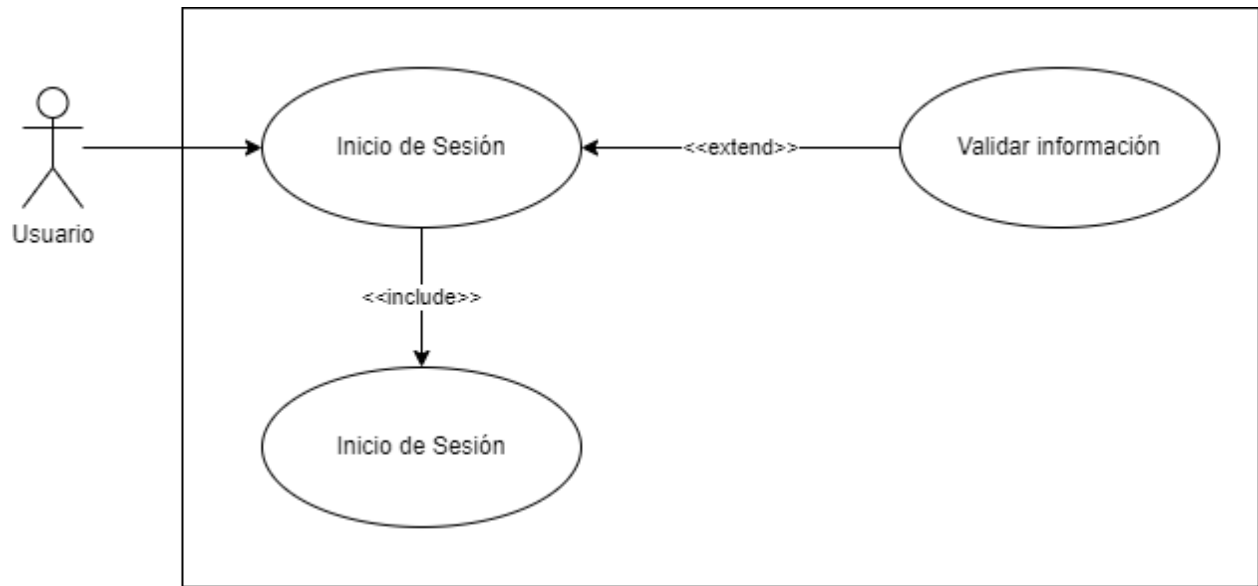 Inicio de Sesión
<<extend>>
Validar información
Usuario
<<include>>
Inicio de Sesión